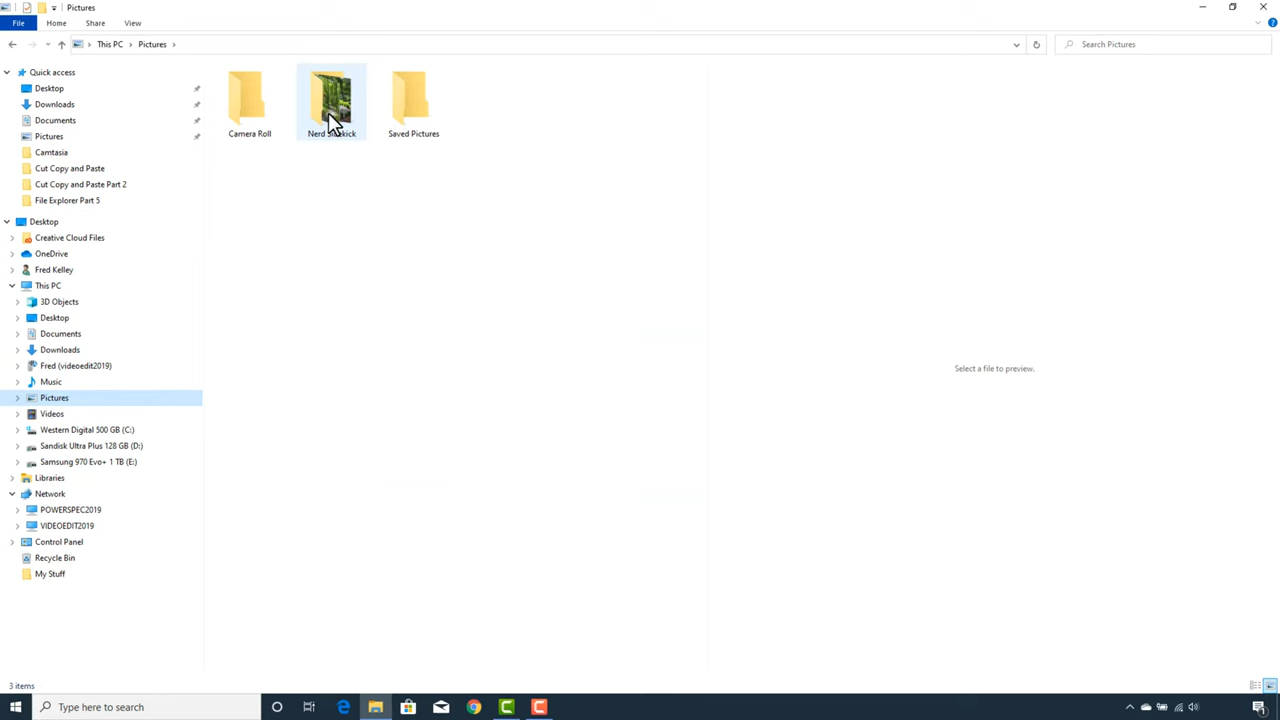 Pictures
File Home Share View
This PC Pictures Search Pictures
Quick access
Desktop
Downloads
Documents
Pictures
Camtasia
Cut Copy and Paste
Cut Copy and Paste Part 2
File Explorer Part 5
Desktop
Creative Cloud Files
OneDrive
Fred Kelley
This PC
3D Objects
Desktop
Documents
Downloads
Fred (videoedit2019)
Music
Pictures
Videos
Western Digital 500 GB (C:)
Sandisk Ultra Plus 128 GB (D:)
Samsung 970 Evo+ 1 TB (E:)
Libraries
Network
POWERSPEC2019
VIDEOEDIT2019
Control Panel
Recycle Bin
My Stuff
Camera Roll Nerd Sidekick Saved Pictures
Select a file to preview.
3 items
Type here to search
1